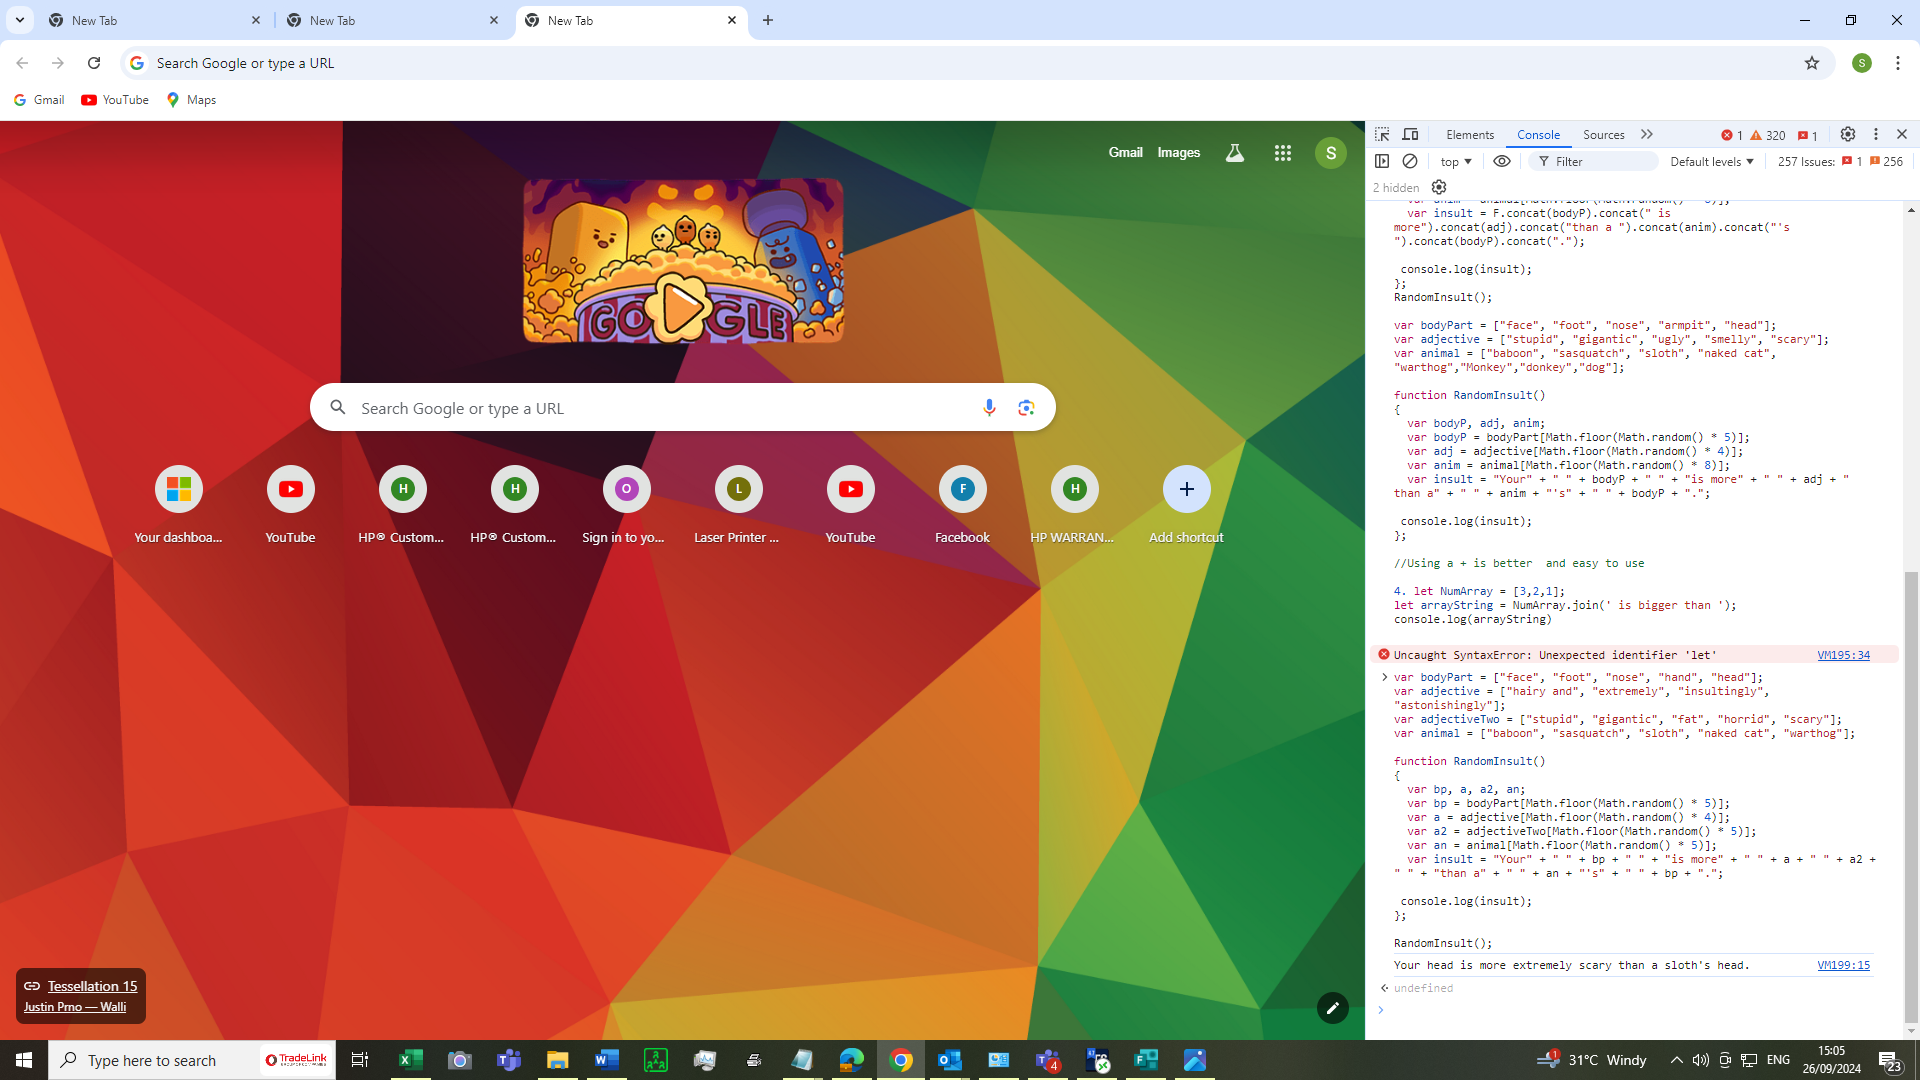 New Tab
New Tab
New Tab
Search Google or type a URL
S
Gmail
YouTube
Maps
Gmail
Images
S
GOOGLE
Search Google or type a URL
H
H
O
L
F
H
Your dashboa...
YouTube
HP® Custom...
HP® Custom...
Sign in to yo...
Laser Printer ...
YouTube
Facebook
HP WARRAN...
Add shortcut
Tessellation 15
Justin Prno — Walli
Elements
Console
Sources
1
320
1
top
Filter
Default levels
257 Issues:
1
256
2 hidden
var insult = F.concat(bodyP).concat(" is
more").concat(adj).concat("than a ").concat(anim).concat("'s
").concat(bodyP).concat(".");
console.log(insult);
};
RandomInsult();
var bodyPart = ["face", "foot", "nose", "armpit", "head"];
var adjective = ["stupid", "gigantic", "ugly", "smelly", "scary"];
var animal = ["baboon", "sasquatch", "sloth", "naked cat",
"warthog","Monkey","donkey","dog"];
function RandomInsult()
{
var bodyP, adj, anim;
var bodyP = bodyPart[Math.floor(Math.random() * 5)];
var adj = adjective[Math.floor(Math.random() * 4)];
var anim = animal[Math.floor(Math.random() * 8)];
var insult = "Your" + " " + bodyP + " " + "is more" + " " + adj + "
than a" + " " + anim + "'s" + " " + bodyP + ".";
console.log(insult);
};
//Using a + is better  and easy to use
4. let NumArray = [3,2,1];
let arrayString = NumArray.join(' is bigger than ');
console.log(arrayString)
Uncaught SyntaxError: Unexpected identifier 'let'
VM195:34
var bodyPart = ["face", "foot", "nose", "hand", "head"];
var adjective = ["hairy and", "extremely", "insultingly",
"astonishingly"];
var adjectiveTwo = ["stupid", "gigantic", "fat", "horrid", "scary"];
var animal = ["baboon", "sasquatch", "sloth", "naked cat", "warthog"];
function RandomInsult()
{
var bp, a, a2, an;
var bp = bodyPart[Math.floor(Math.random() * 5)];
var a = adjective[Math.floor(Math.random() * 4)];
var a2 = adjectiveTwo[Math.floor(Math.random() * 5)];
var an = animal[Math.floor(Math.random() * 5)];
var insult = "Your" + " " + bp + " " + "is more" + " " + a + " " + a2 +
" " + "than a" + " " + an + "'s" + " " + bp + ".";
console.log(insult);
};
RandomInsult();
Your head is more extremely scary than a sloth's head.
VM199:15
undefined
Type here to search
TradeLink
4
1
31°C Windy
ENG
15:05
26/09/2024
23